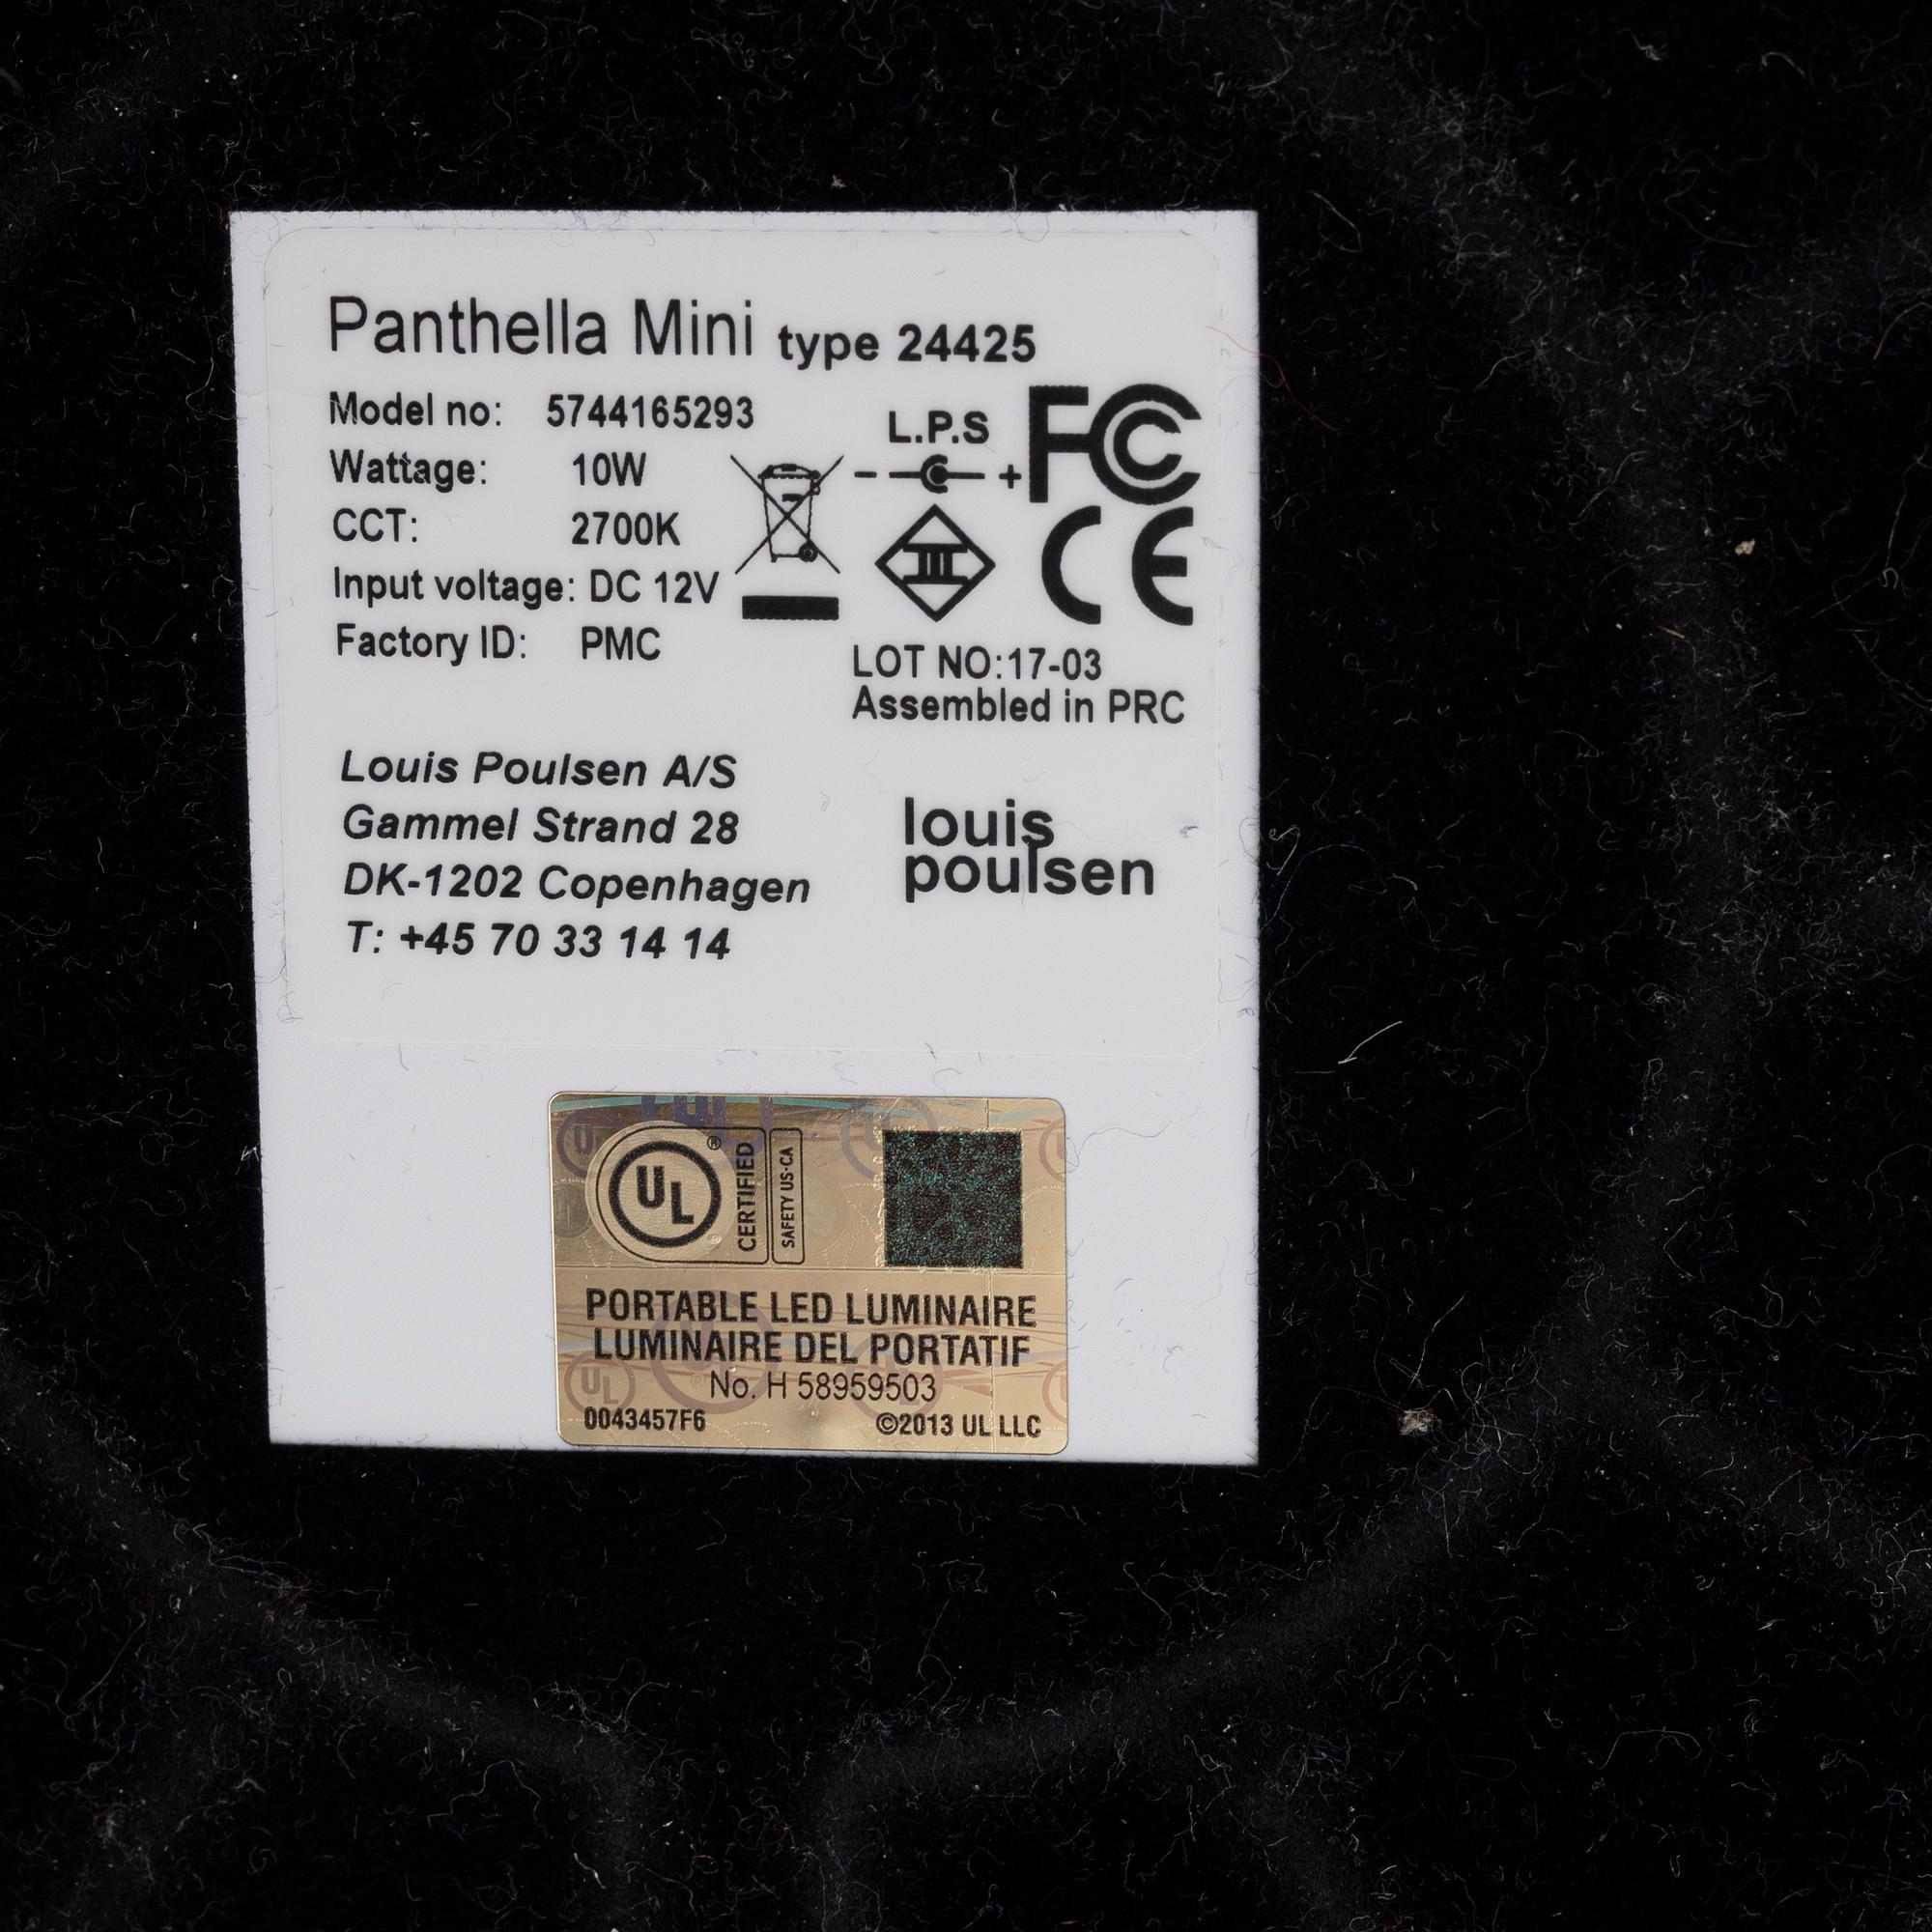 Panthella Mini type 24425
Model no: 5744165293
Wattage: 10W
CCT: 2700K
Input voltage: DC 12V
Factory ID: PMC
L.P.S
- +
FC
III
CE
LOT NO:17-03
Assembled in PRC
Louis Poulsen A/S
Gammel Strand 28
DK-1202 Copenhagen
T: +45 70 33 14 14
louis
poulsen
UL ®
CERTIFIED
SAFETY US·CA
PORTABLE LED LUMINAIRE
LUMINAIRE DEL PORTATIF
No. H 58959503
0043457F6 ©2013 UL LLC